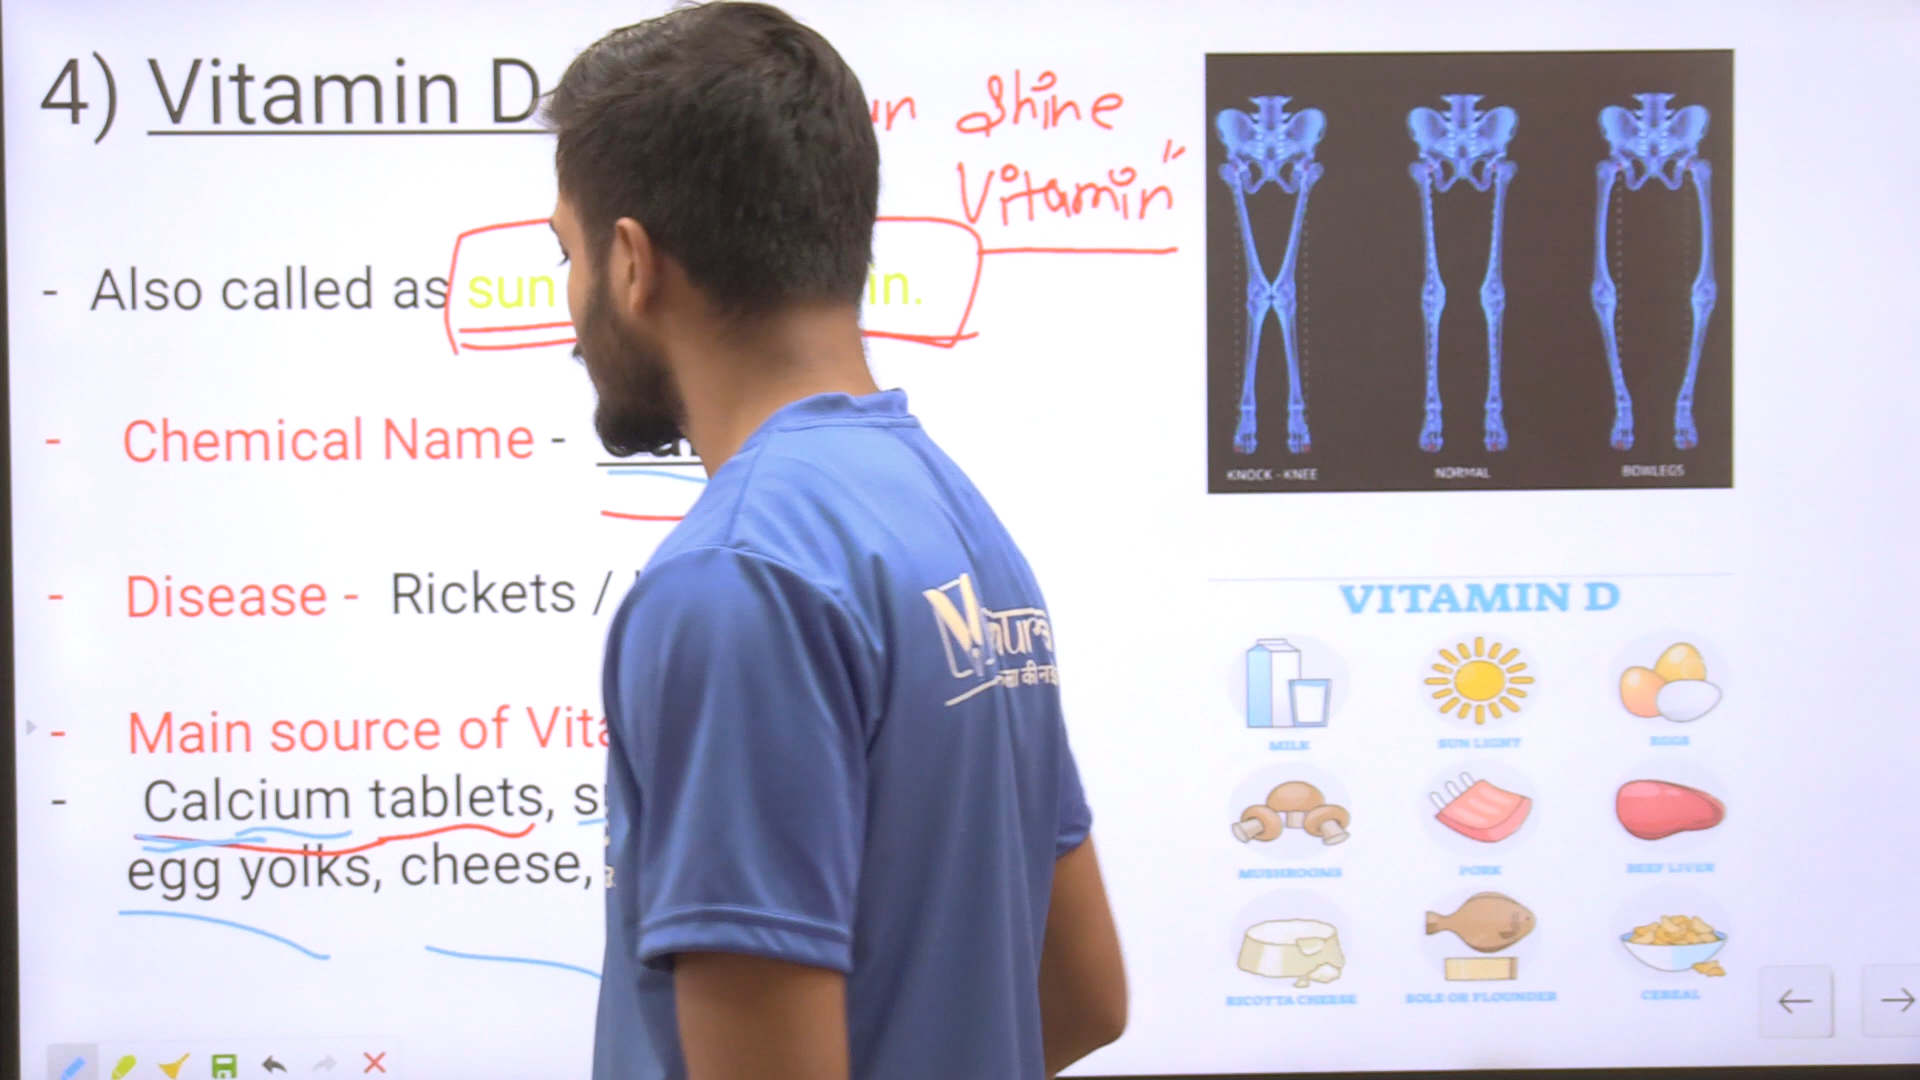 4) Vitamin D
Shine
Vitamin"
- Also called as sun in.
- Chemical Name -
- Disease - Rickets /
- Main source of
- Calcium tablets,
egg yolks, cheese,
KNOCK - KNEE
NORMAL
BOWLEGS
VITAMIN D
MILK
SUN LIGHT
EGGS
MUSHROOMS
PORK
BEEF LIVER
RICOTTA CHEESE
SOLE OR FLOUNDER
CEREAL